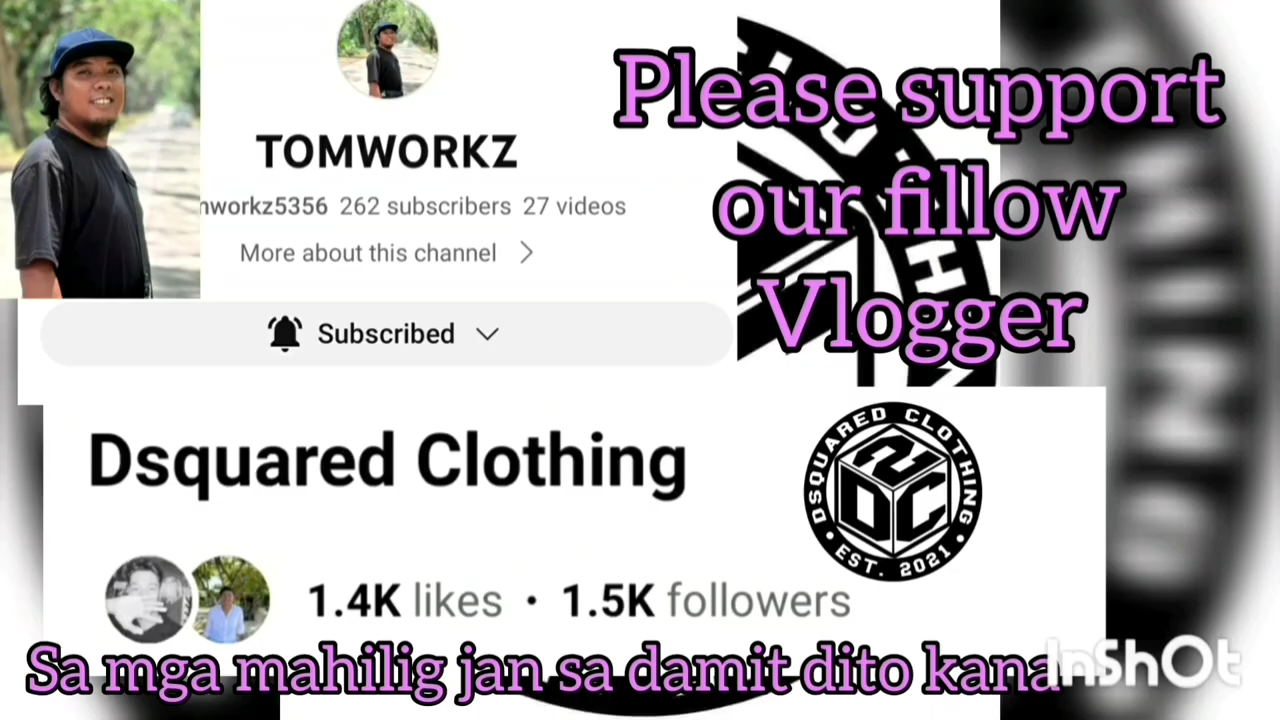 Please support
our fillow
Vlogger
TOMWORKZ
nworkz5356 262 subscribers 27 videos
More about this channel
Subscribed
Dsquared Clothing
DSQUARED CLOTHING
2
DC
EST. 2021
1.4K likes • 1.5K followers
Sa mga mahilig jan sa damit dito kana
InShOt